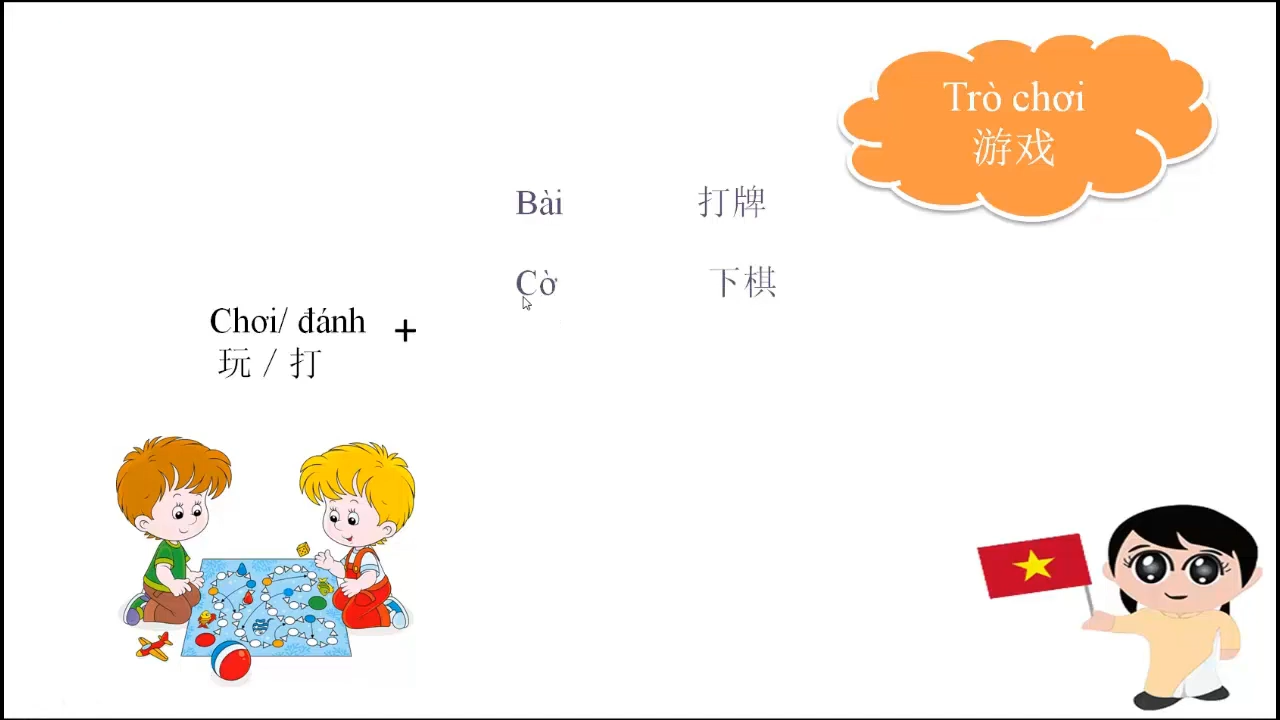 Trò chơi
游戏
Bài 打牌
Cờ 下棋
Chơi/ đánh +
玩 / 打